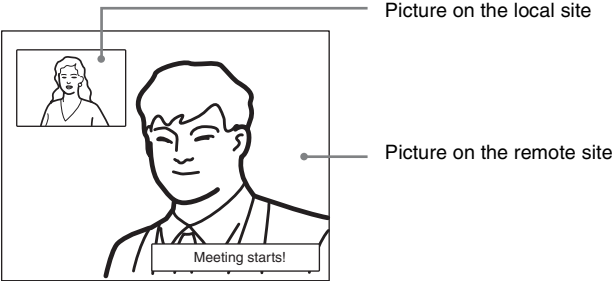 Picture on the local site
Picture on the remote site
Meeting starts!